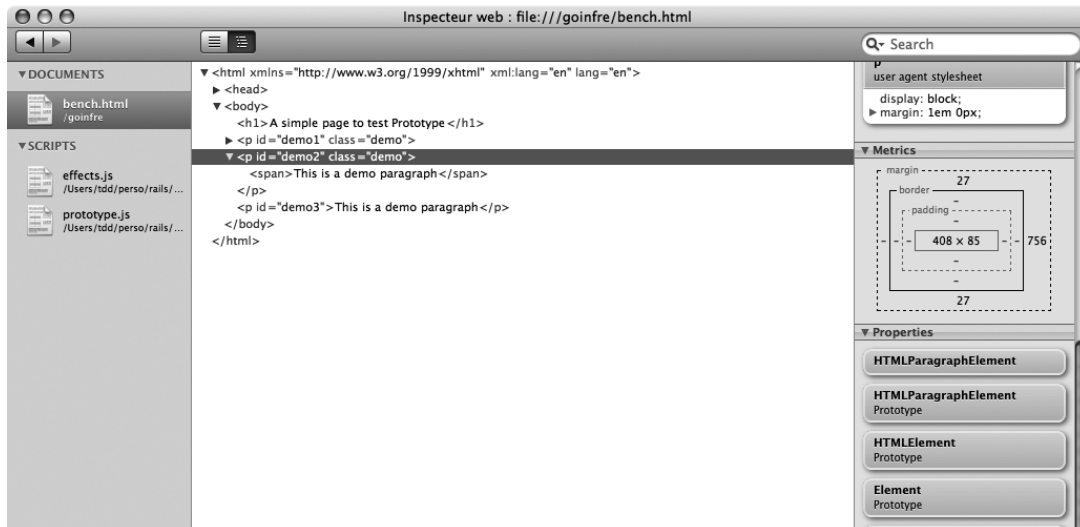 Inspecteur web : file:///goinfre/bench.html
Search
▼DOCUMENTS
bench.html
/goinfre
▼SCRIPTS
effects.js
/Users/tdd/perso/rails/...
prototype.js
/Users/tdd/perso/rails/...
▼<html xmlns="http://www.w3.org/1999/xhtml" xml:lang="en" lang="en">
▶<head>
▼<body>
<h1>A simple page to test Prototype</h1>
▶<p id="demo1" class="demo">
▼<p id="demo2" class="demo">
<span>This is a demo paragraph</span>
</p>
<p id="demo3">This is a demo paragraph</p>
</body>
</html>
p
user agent stylesheet
display: block;
▶margin: 1em 0px;
▼Metrics
margin
27
border
–
padding
–
– – – 408 × 85 – – 756
–
–
27
▼Properties
HTMLParagraphElement
HTMLParagraphElement
Prototype
HTMLElement
Prototype
Element
Prototype